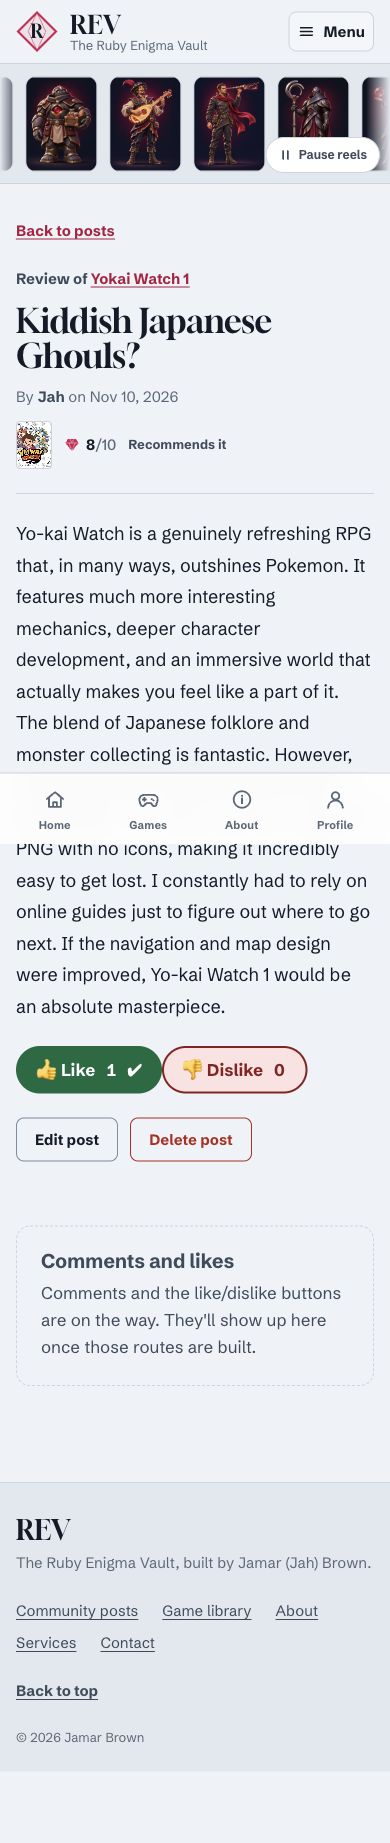 REV
The Ruby Enigma Vault
Menu
Pause reels
Back to posts
Review of Yokai Watch 1
Kiddish Japanese
Ghouls?
By Jah on Nov 10, 2026
8/10 Recommends it
Yo-kai Watch is a genuinely refreshing RPG
that, in many ways, outshines Pokemon. It
features much more interesting
mechanics, deeper character
development, and an immersive world that
actually makes you feel like a part of it.
The blend of Japanese folklore and
monster collecting is fantastic. However,
Home Games About Profile
PNG with no icons, making it incredibly
easy to get lost. I constantly had to rely on
online guides just to figure out where to go
next. If the navigation and map design
were improved, Yo-kai Watch 1 would be
an absolute masterpiece.
👍 Like 1 ✔ 👎 Dislike 0
Edit post Delete post
Comments and likes
Comments and the like/dislike buttons
are on the way. They'll show up here
once those routes are built.
REV
The Ruby Enigma Vault, built by Jamar (Jah) Brown.
Community posts Game library About
Services Contact
Back to top
© 2026 Jamar Brown